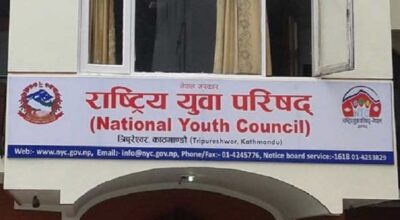 नेपाल सरकार
राष्ट्रिय युवा परिषद्
(National Youth Council)
त्रिपुरेश्वर, काठमाण्डौ (Tripureshwor, Kathmandu)
Web:- www.nyc.gov.np, Email:- info@nyc.gov.np, Phone/Fax:- 01-4245776, Notice board service:-1618 01-4253829